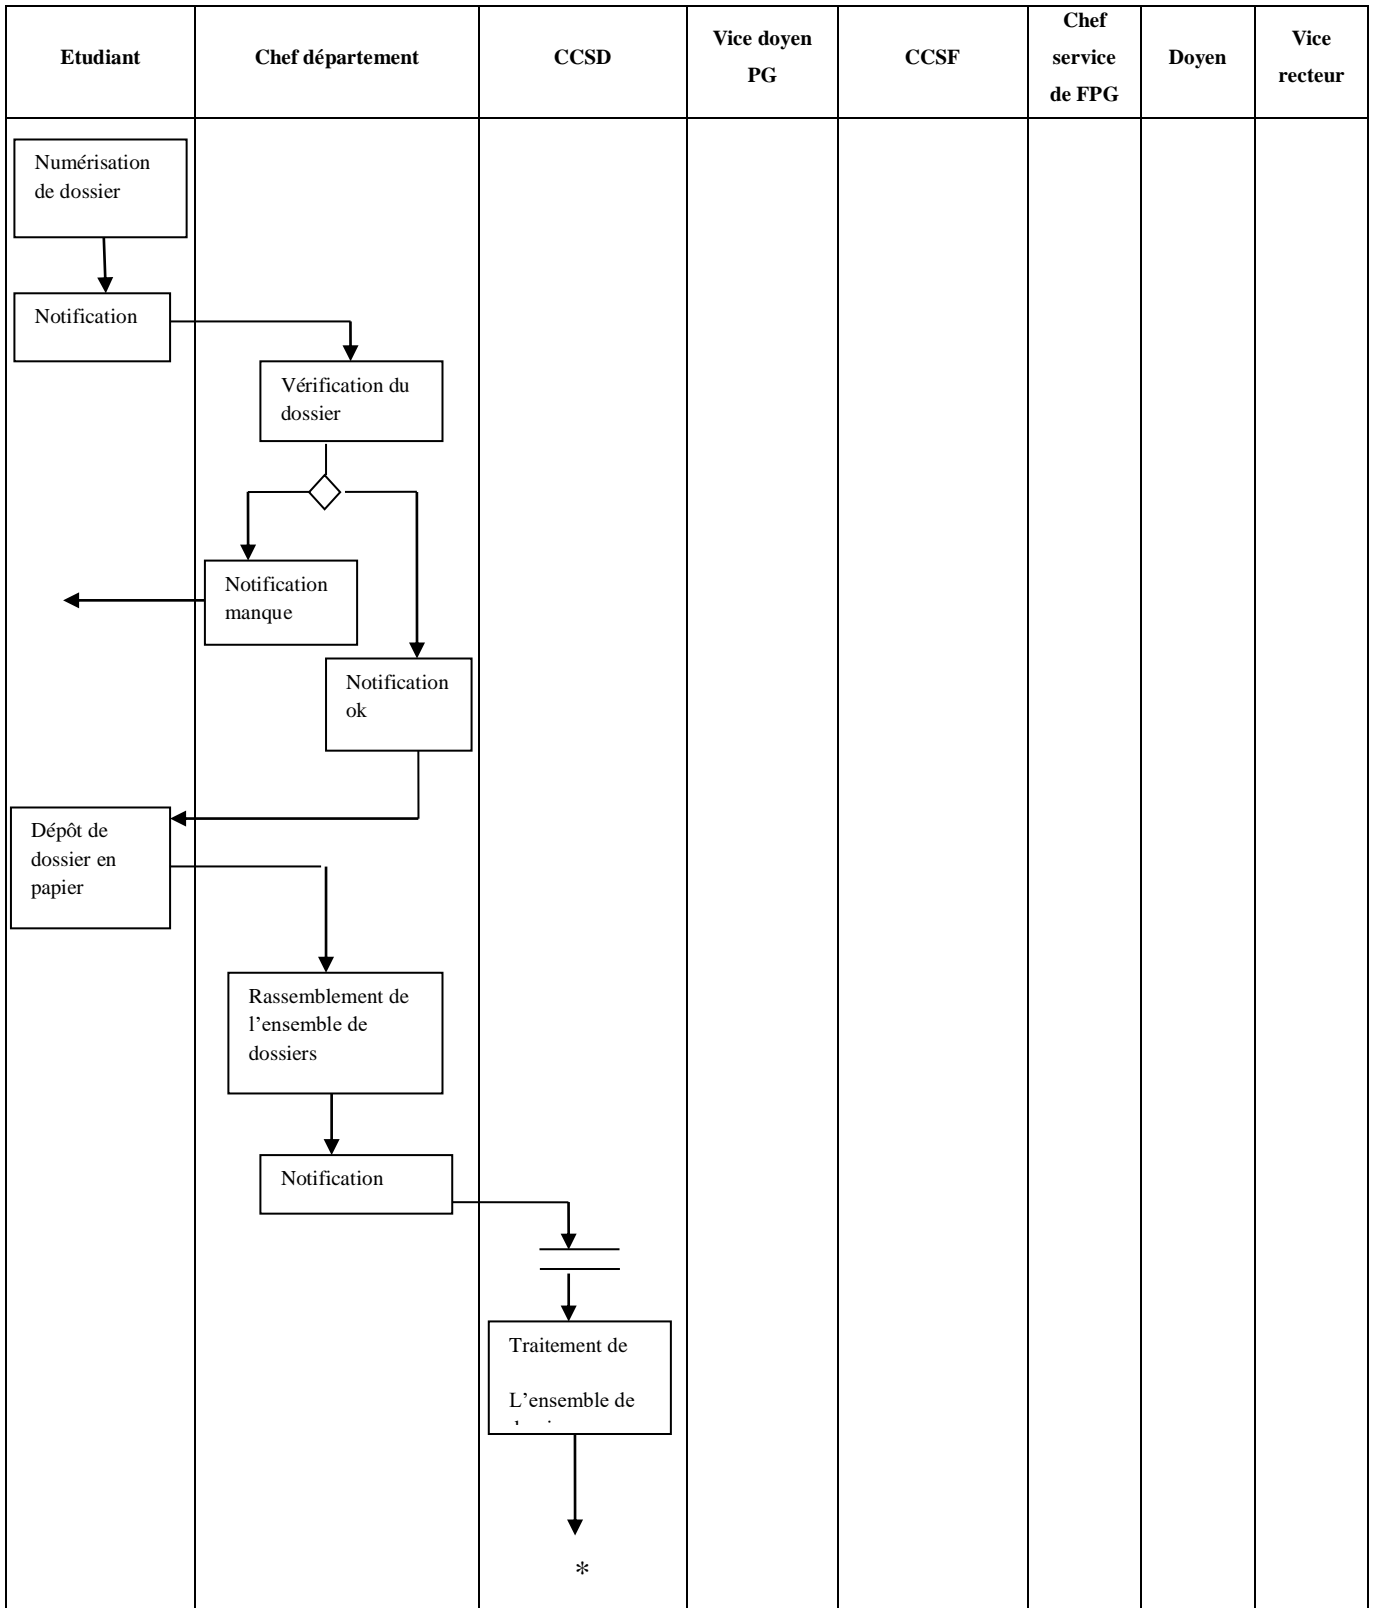 Etudiant
Chef département
CCSD
Vice doyen
PG
CCSF
Chef
service
de FPG
Doyen
Vice
recteur
Numérisation
de dossier
Notification
Vérification du
dossier
Notification
manque
Notification
ok
Dépôt de
dossier en
papier
Rassemblement de
l’ensemble de
dossiers
Notification
Traitement de
L’ensemble de
*